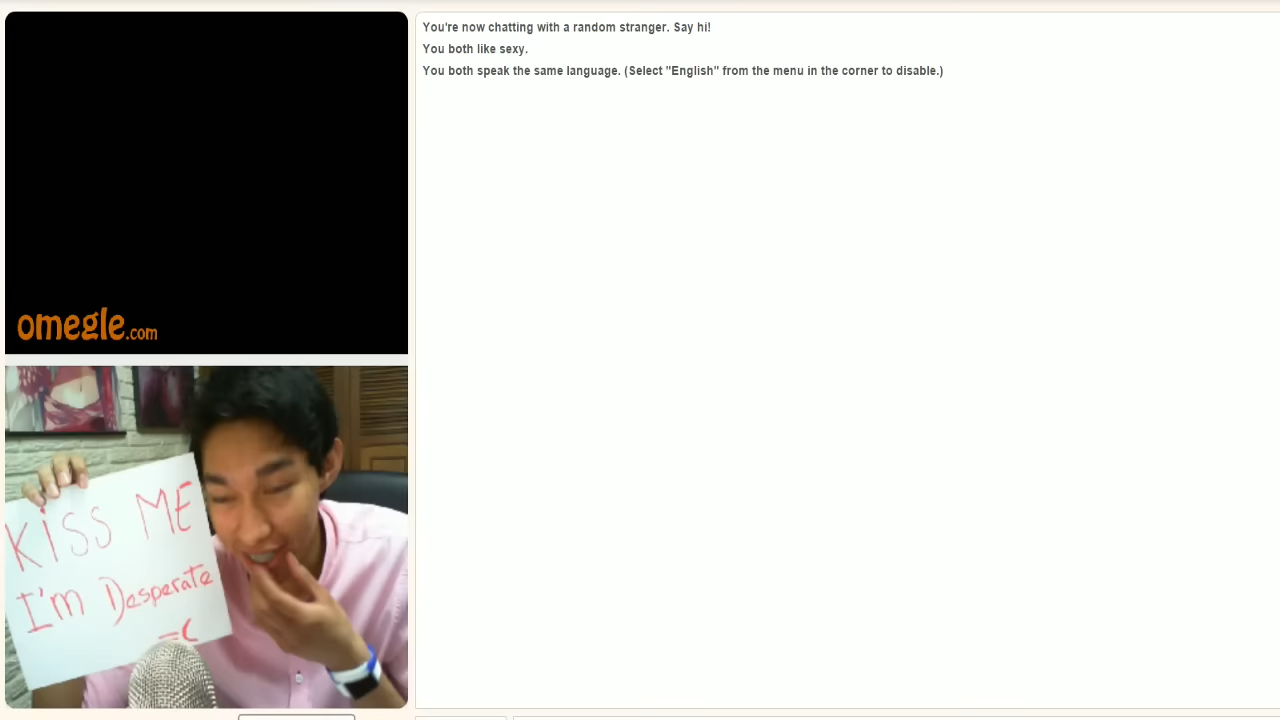 You're now chatting with a random stranger. Say hi!
You both like sexy.
You both speak the same language. (Select "English" from the menu in the corner to disable.)
omegle.com
KiSS ME
I'm Desperate
=(